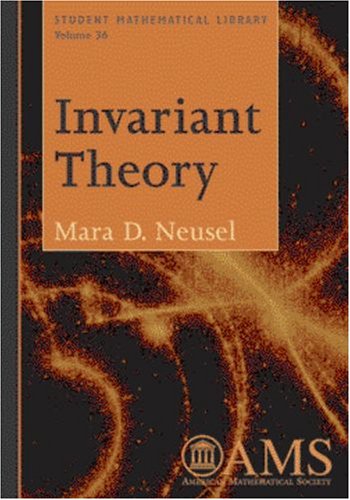 STUDENT MATHEMATICAL LIBRARY
Volume 36
Invariant
Theory
Mara D. Neusel
AMS
AMERICAN MATHEMATICAL SOCIETY